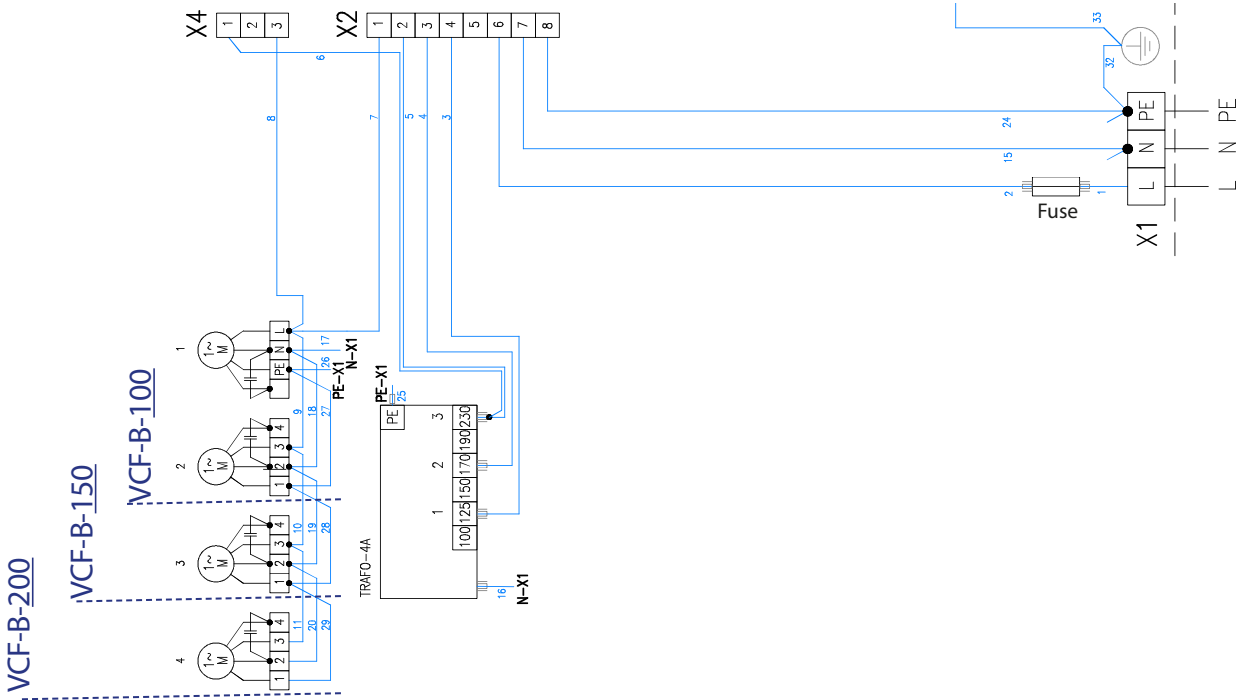 X4
1 2 3
X2
1 2 3 4 5 6 7 8
33
32
6
8
7
5
4
3
24
15
2
1
Fuse
PE
N
L
X1
PE
N
L
1
1~
M
L
N
PE
17
N-X1
26
PE-X1
VCF-B-100
9
18
27
2
1~
M
4
3
2
1
VCF-B-150
10
19
28
3
1~
M
4
3
2
1
VCF-B-200
11
20
29
4
1~
M
4
3
2
1
TRAFO-4A
PE-X1
25
PE
3
2
1
230
190
170
150
125
100
16
N-X1